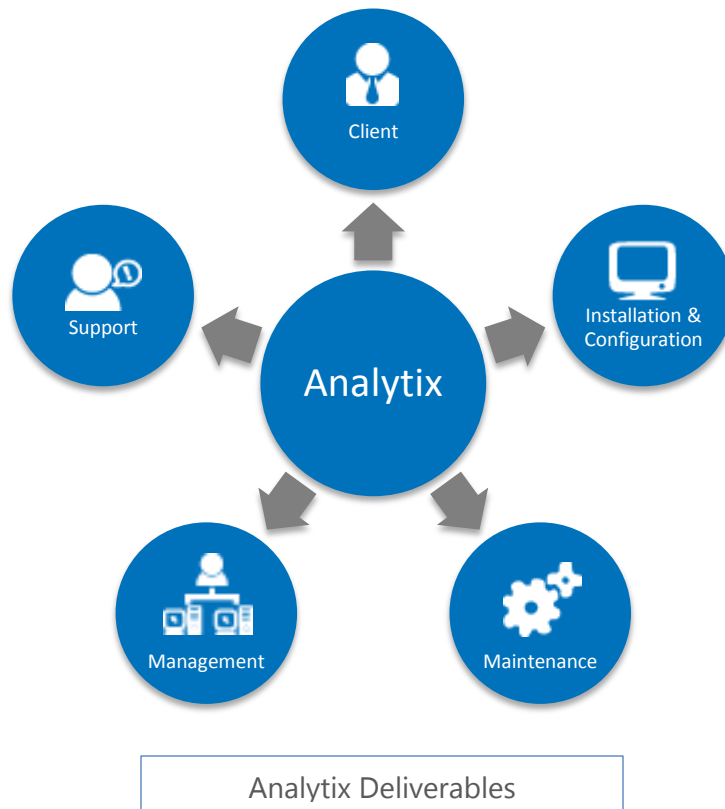 Client
Support
Installation &
Configuration
Analytix
Management
Maintenance
Analytix Deliverables